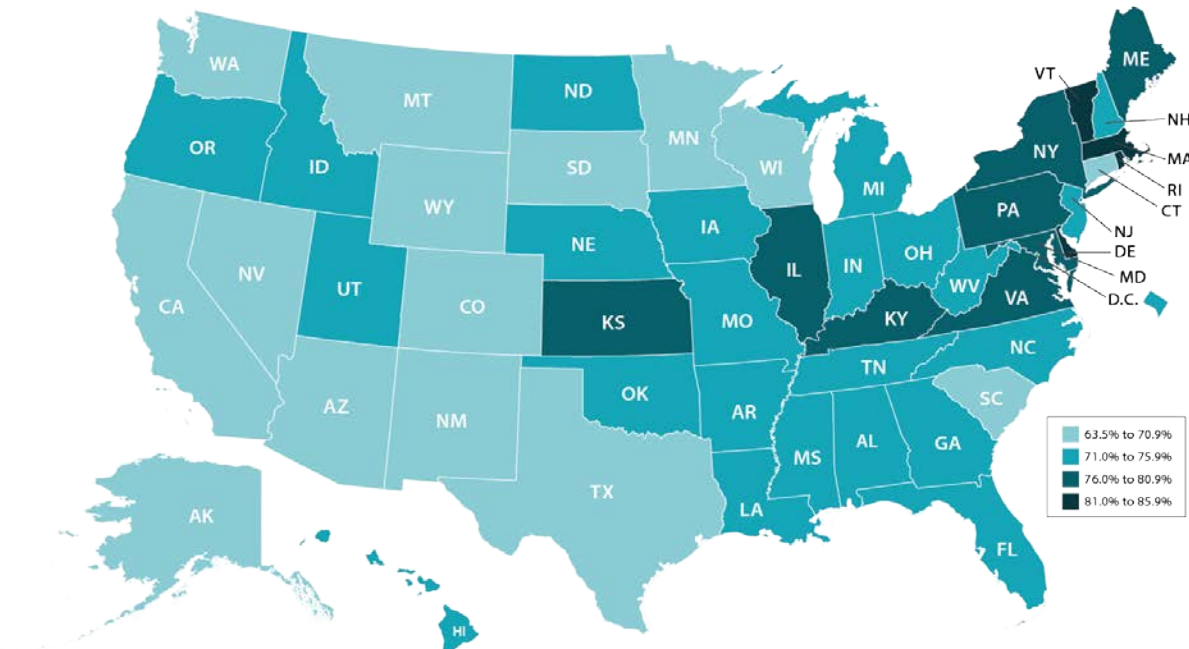 WA
MT
ND
MN
ME
VT
NH
MA
RI
CT
NJ
DE
MD
D.C.
OR
ID
SD
WI
MI
NY
WY
PA
IA
NE
IL
IN
OH
WV
VA
CA
NV
UT
CO
KS
MO
KY
NC
TN
SC
AZ
NM
OK
AR
MS
AL
GA
TX
LA
FL
AK
HI
63.5% to 70.9%
71.0% to 75.9%
76.0% to 80.9%
81.0% to 85.9%